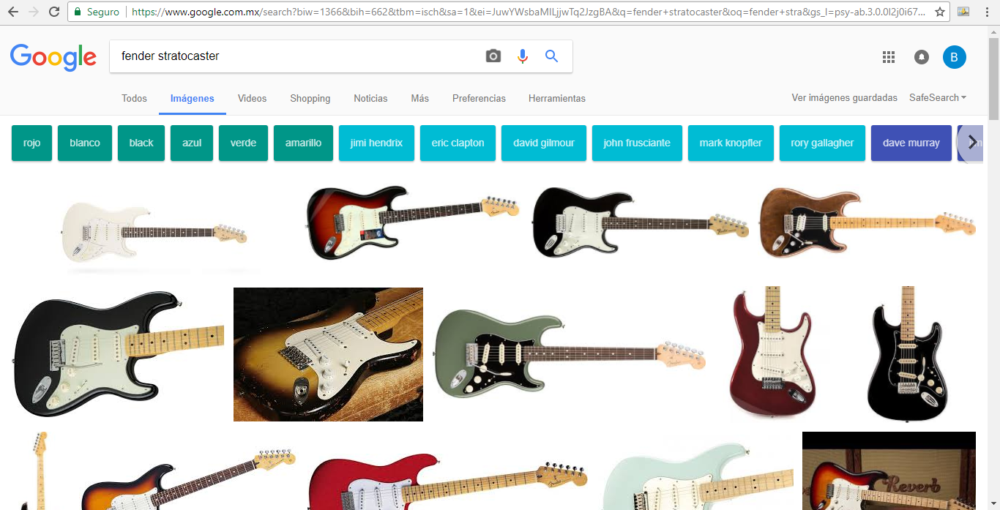 Seguro https://www.google.com.mx/search?biw=1366&bih=662&tbm=isch&sa=1&ei=JuwYWsbaMILjjwTq2JzgBA&q=fender+stratocaster&oq=fender+stra&gs_l=psy-ab.3.0.0l2j0i67...
Google fender stratocaster B
Todos Imágenes Videos Shopping Noticias Más Preferencias Herramientas Ver imágenes guardadas SafeSearch
rojo blanco black azul verde amarillo jimi hendrix eric clapton david gilmour john frusciante mark knopfler rory gallagher dave murray
Fender
Reverb